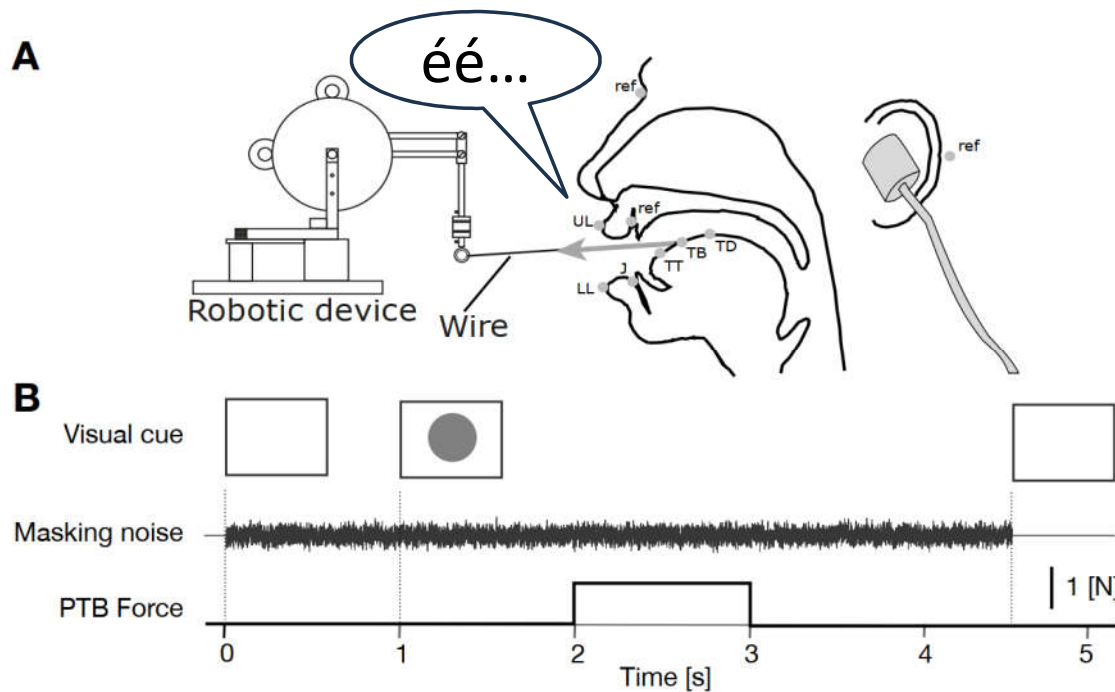 A
éé...
ref
ref
UL
ref
TD
TB
TT
J
LL
Robotic device
Wire
B
Visual cue
Masking noise
PTB Force
1 [N]
0 1 2 3 4 5
Time [s]